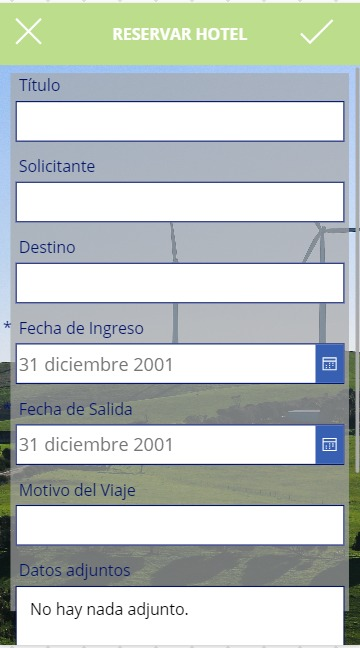 RESERVAR HOTEL
Título
Solicitante
Destino
* Fecha de Ingreso
31 diciembre 2001
* Fecha de Salida
31 diciembre 2001
Motivo del Viaje
Datos adjuntos
No hay nada adjunto.